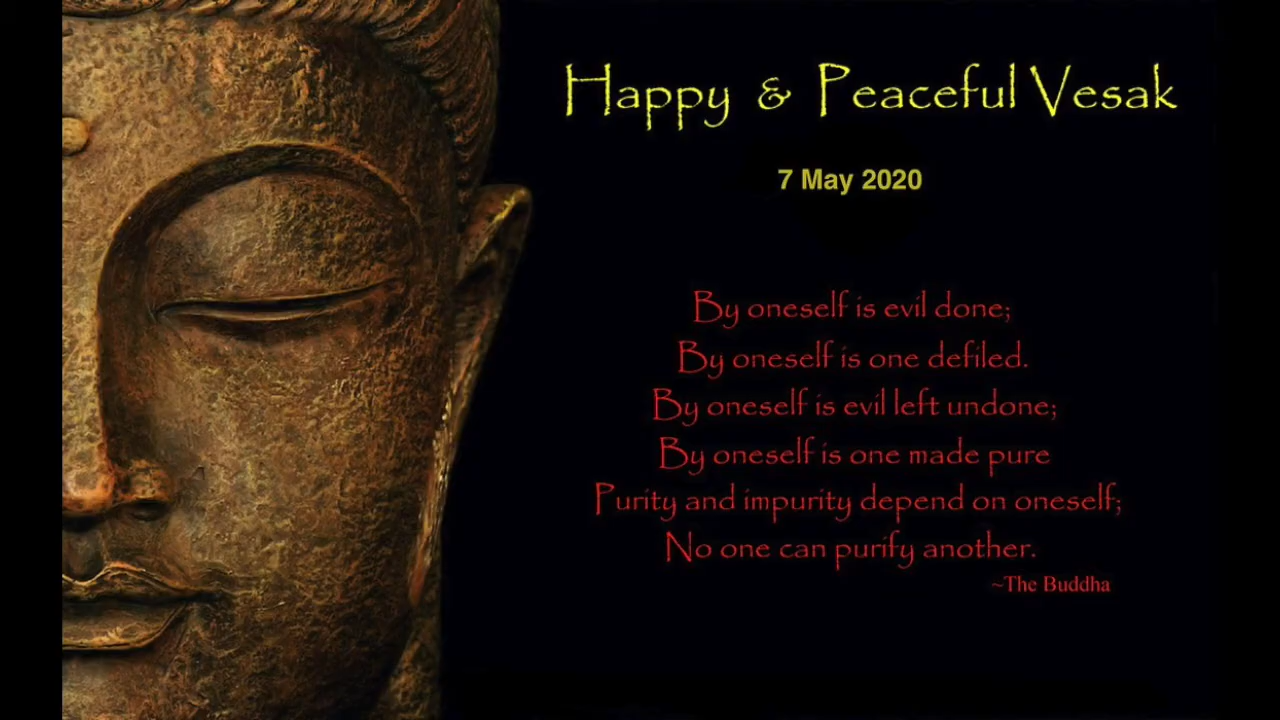 Happy & Peaceful Vesak
7 May 2020
By oneself is evil done;
By oneself is one defiled.
By oneself is evil left undone;
By oneself is one made pure
Purity and impurity depend on oneself;
No one can purify another.
~The Buddha